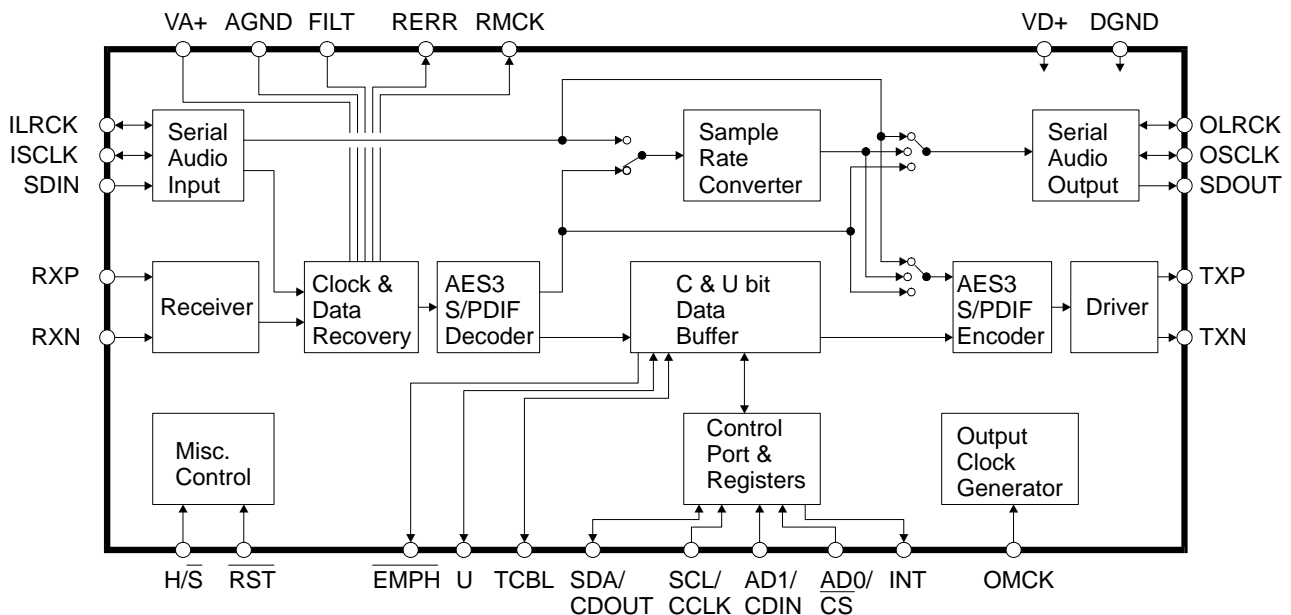 VA+ AGND FILT RERR RMCK VD+ DGND
ILRCK
ISCLK
SDIN
RXP
RXN
Serial
Audio
Input
Sample
Rate
Converter
Serial
Audio
Output
OLRCK
OSCLK
SDOUT
Receiver
Clock &
Data
Recovery
AES3
S/PDIF
Decoder
C & U bit
Data
Buffer
AES3
S/PDIF
Encoder
Driver
TXP
TXN
Misc.
Control
Control
Port &
Registers
Output
Clock
Generator
H/S̅ R̅S̅T̅ E̅M̅P̅H̅ U TCBL SDA/ SCL/ AD1/ AD0/ INT OMCK
CDOUT CCLK CDIN C̅S̅